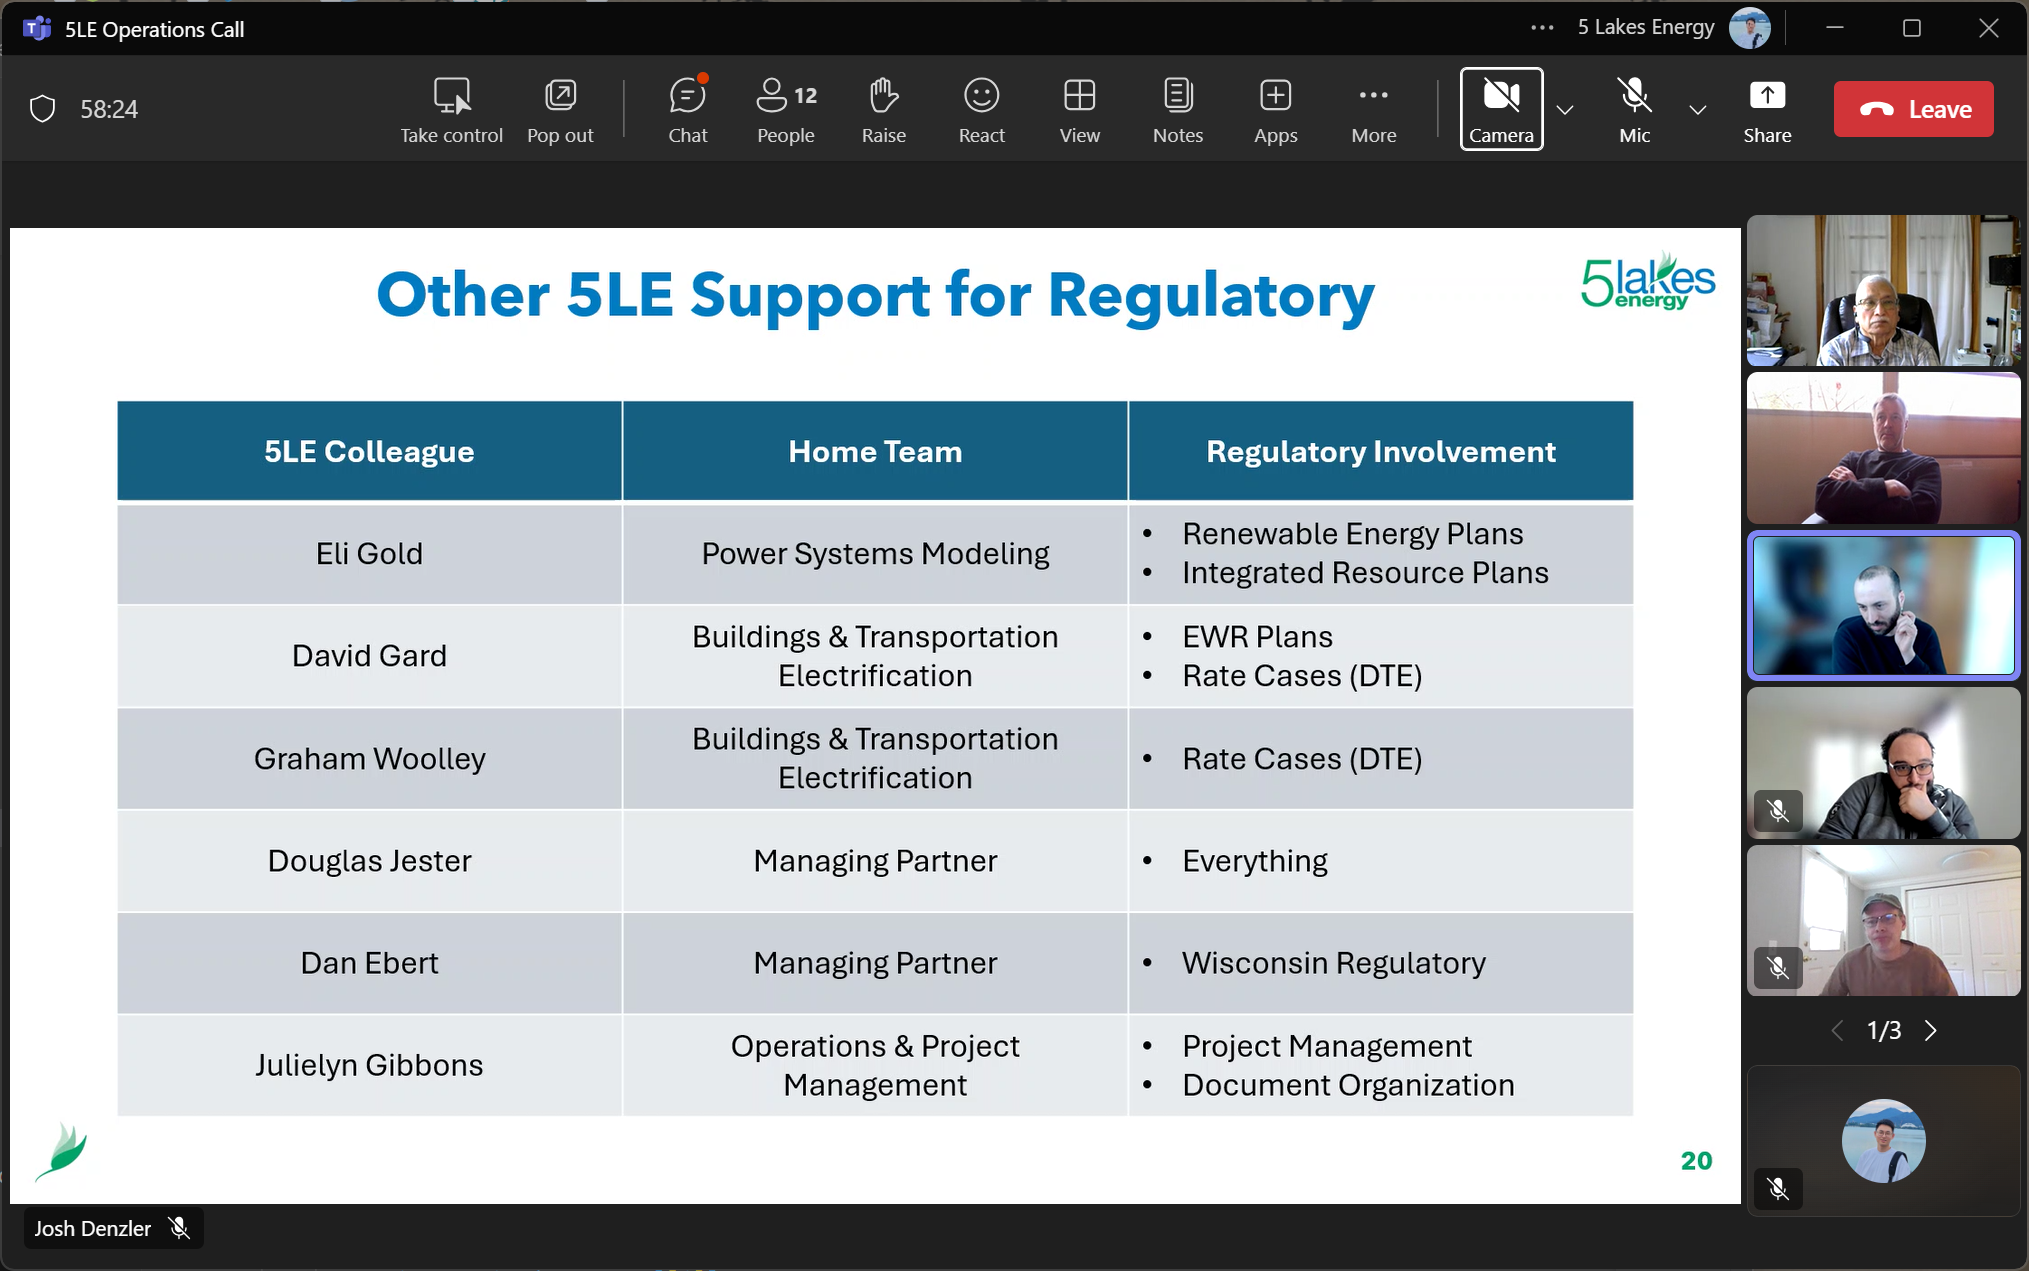 5LE Operations Call
5 Lakes Energy
58:24
Take control
Pop out
Chat
12
People
Raise
React
View
Notes
Apps
More
Camera
Mic
Share
Leave
Other 5LE Support for Regulatory
5lakes
energy
5LE Colleague
Home Team
Regulatory Involvement
Eli Gold
Power Systems Modeling
• Renewable Energy Plans
• Integrated Resource Plans
David Gard
Buildings & Transportation
Electrification
• EWR Plans
• Rate Cases (DTE)
Graham Woolley
Buildings & Transportation
Electrification
• Rate Cases (DTE)
Douglas Jester
Managing Partner
• Everything
Dan Ebert
Managing Partner
• Wisconsin Regulatory
Julielyn Gibbons
Operations & Project
Management
• Project Management
• Document Organization
20
1/3
Josh Denzler